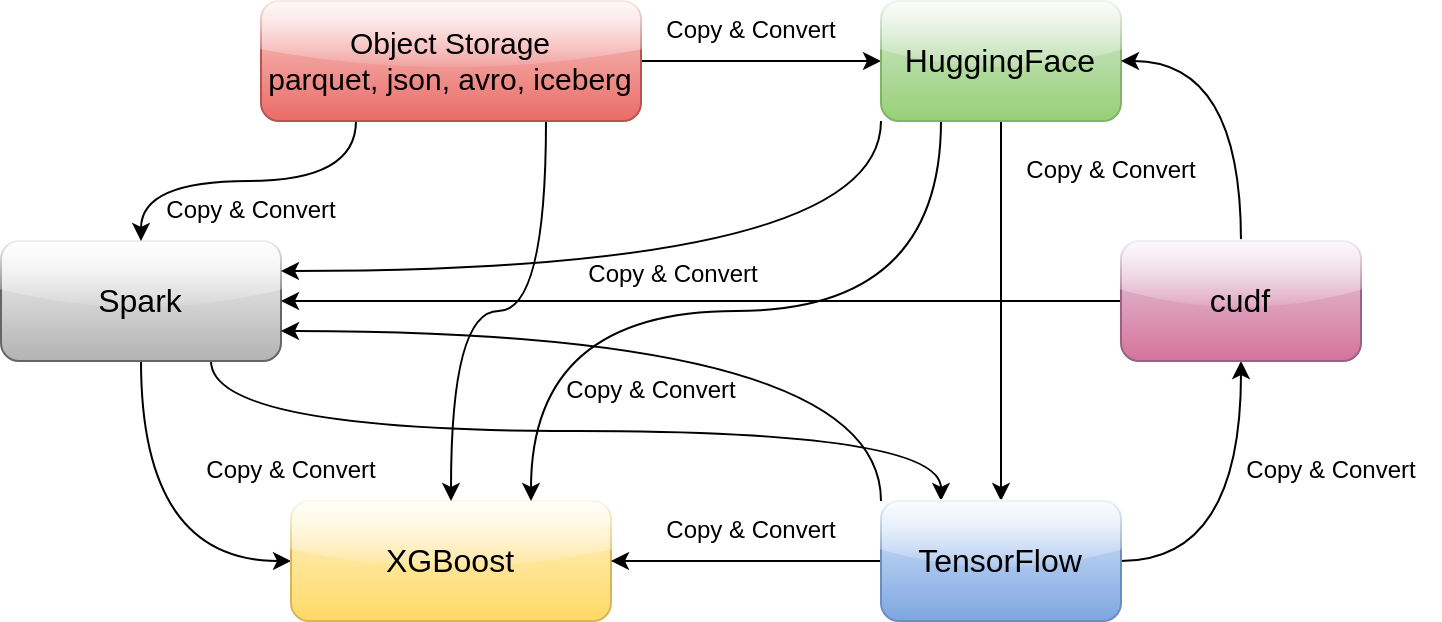 Object Storage
parquet, json, avro, iceberg
Copy & Convert
HuggingFace
Copy & Convert
Copy & Convert
Copy & Convert
Spark
cudf
Copy & Convert
Copy & Convert
Copy & Convert
Copy & Convert
XGBoost
TensorFlow